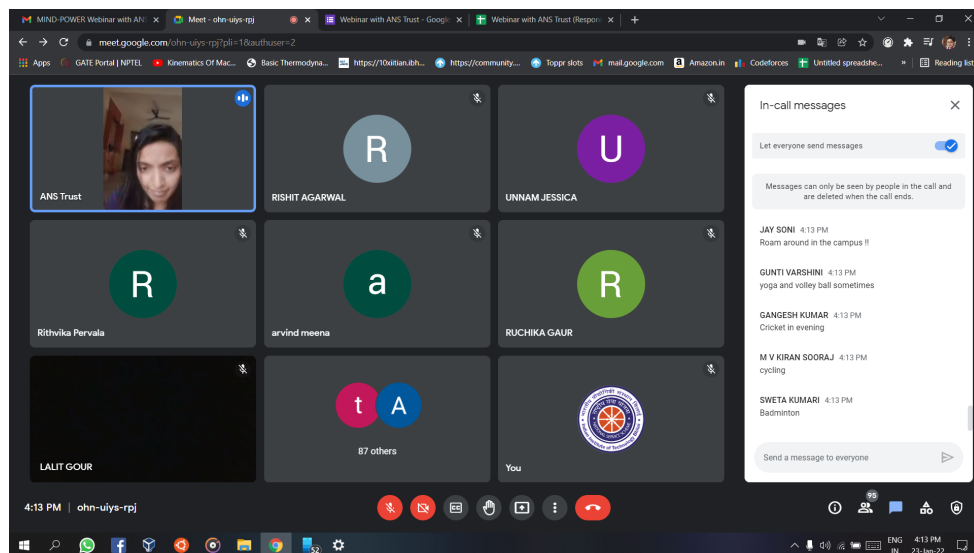 MIND-POWER Webinar with ANS
Meet – ohn-uiys-rpj
Webinar with ANS Trust - Google
Webinar with ANS Trust (Respon
meet.google.com/ohn-uiys-rpj?pli=1&authuser=2
Apps
GATE Portal | NPTEL
Kinematics Of Mac...
Basic Thermodyna...
https://10xiitian.ibh...
https://community....
Toppr slots
mail.google.com
Amazon.in
Codeforces
Untitled spreadshe...
»
Reading list
ANS Trust
R
RISHIT AGARWAL
U
UNNAM JESSICA
R
Rithvika Pervala
a
arvind meena
R
RUCHIKA GAUR
LALIT GOUR
t A
87 others
You
In-call messages
Let everyone send messages
Messages can only be seen by people in the call and
are deleted when the call ends.
JAY SONI 4:13 PM
Roam around in the campus !!
GUNTI VARSHINI 4:13 PM
yoga and volley ball sometimes
GANGESH KUMAR 4:13 PM
Cricket in evening
M V KIRAN SOORAJ 4:13 PM
cycling
SWETA KUMARI 4:13 PM
Badminton
Send a message to everyone
4:13 PM | ohn-uiys-rpj
95
52
ENG
IN
4:13 PM
23-Jan-22